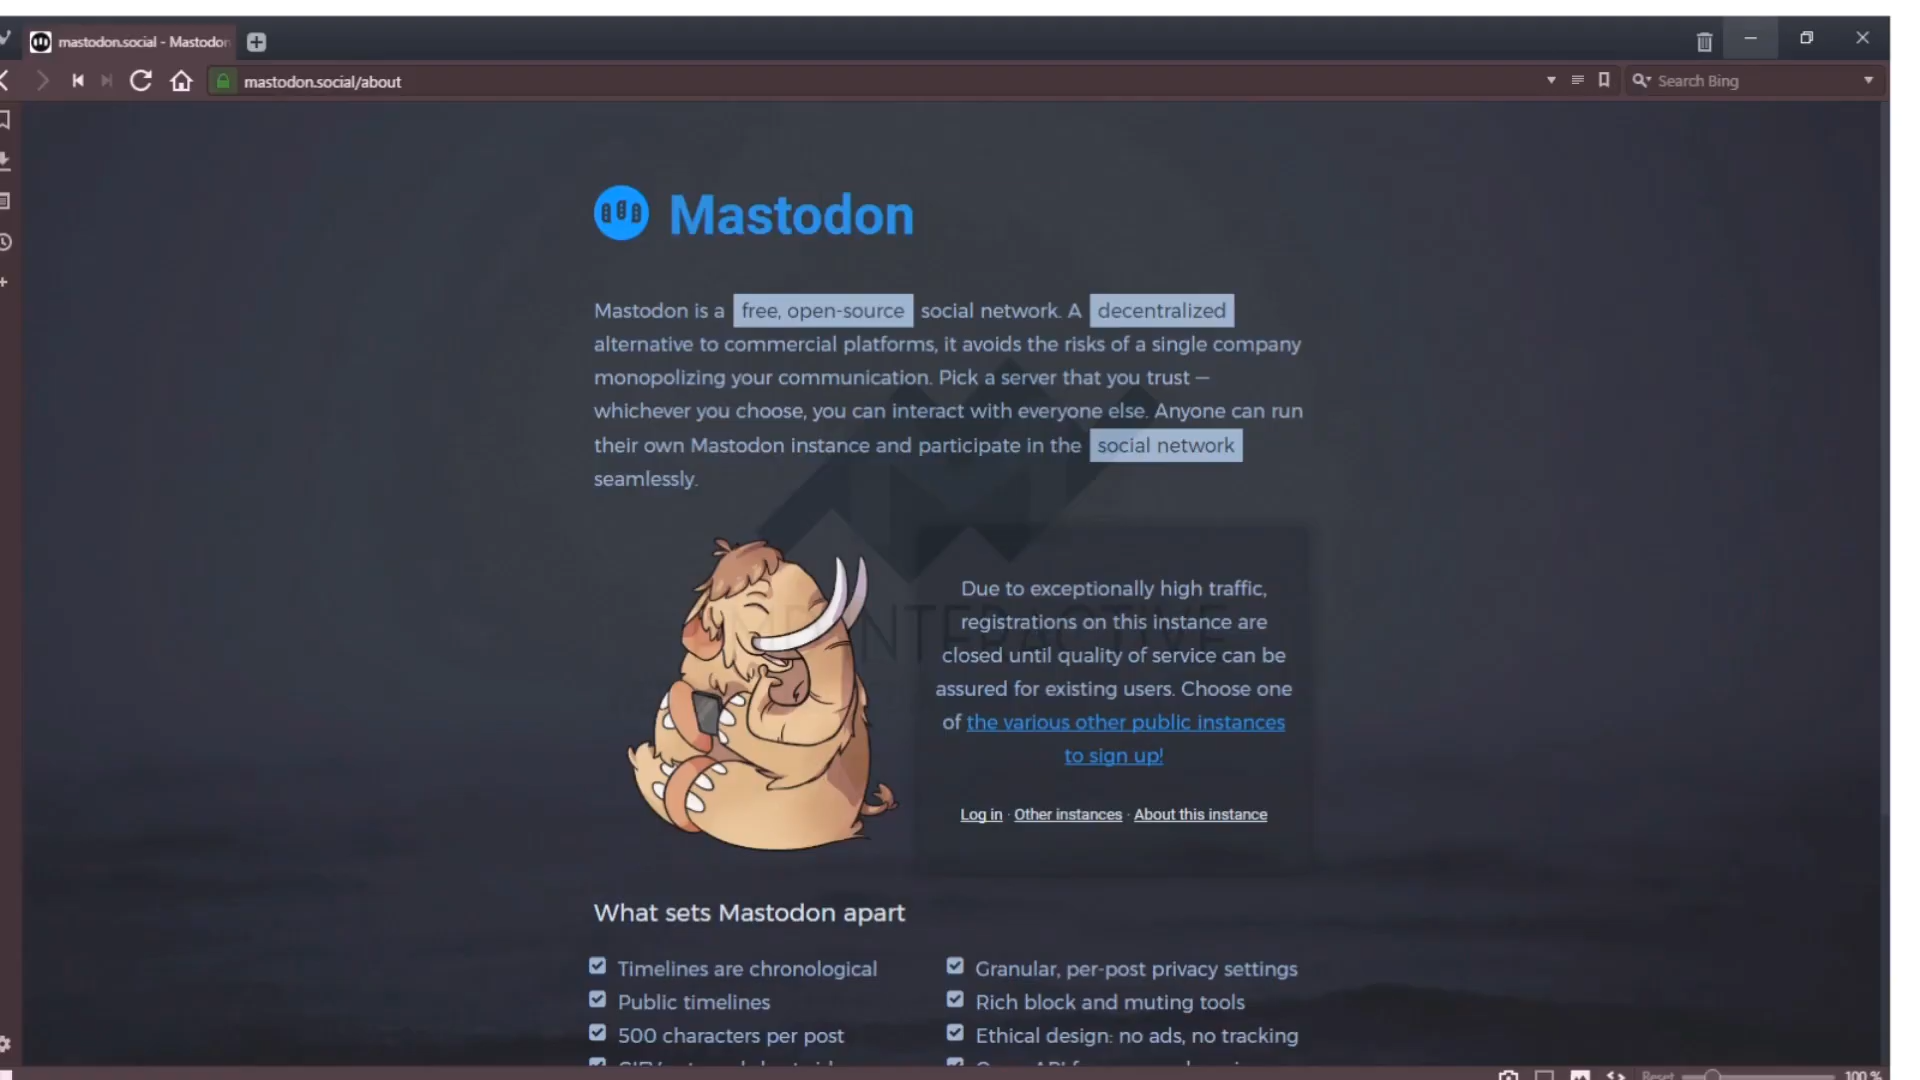 mastodon.social - Mastodon
mastodon.social/about
Search Bing
Mastodon
Mastodon is a free, open-source social network. A decentralized
alternative to commercial platforms, it avoids the risks of a single company
monopolizing your communication. Pick a server that you trust —
whichever you choose, you can interact with everyone else. Anyone can run
their own Mastodon instance and participate in the social network
seamlessly.
Due to exceptionally high traffic,
registrations on this instance are
closed until quality of service can be
assured for existing users. Choose one
of the various other public instances
to sign up!
Log in · Other instances · About this instance
What sets Mastodon apart
Timelines are chronological
Granular, per-post privacy settings
Public timelines
Rich block and muting tools
500 characters per post
Ethical design: no ads, no tracking
Reset
100 %